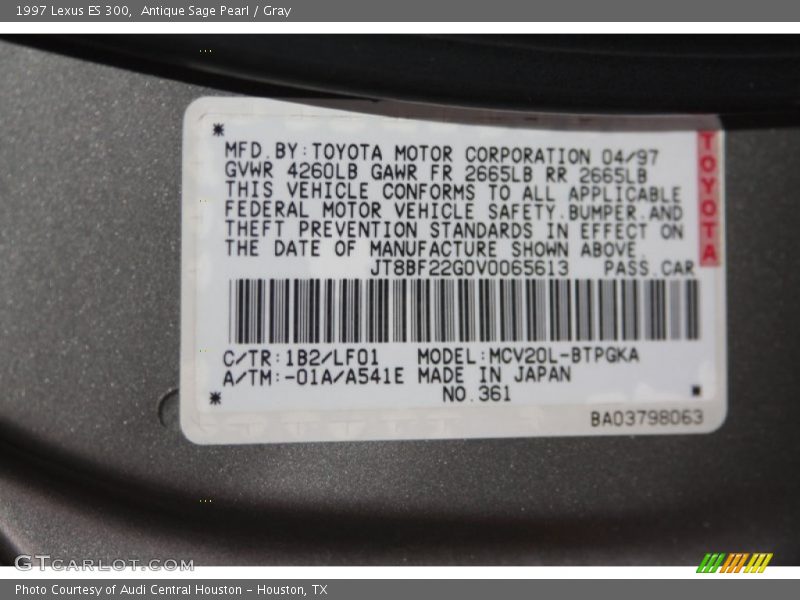 1997 Lexus ES 300, Antique Sage Pearl / Gray
MFD.BY:TOYOTA MOTOR CORPORATION 04/97
GVWR 4260LB GAWR FR 2665LB RR 2665LB
THIS VEHICLE CONFORMS TO ALL APPLICABLE
FEDERAL MOTOR VEHICLE SAFETY.BUMPER.AND
THEFT PREVENTION STANDARDS IN EFFECT ON
THE DATE OF MANUFACTURE SHOWN ABOVE.
JT8BF22G0V0065613 PASS.CAR
TOYOTA
C/TR:1B2/LF01 MODEL:MCV20L-BTPGKA
A/TM:-01A/A541E MADE IN JAPAN
NO.361
BA03798063
GTCARLOT.COM
Photo Courtesy of Audi Central Houston - Houston, TX